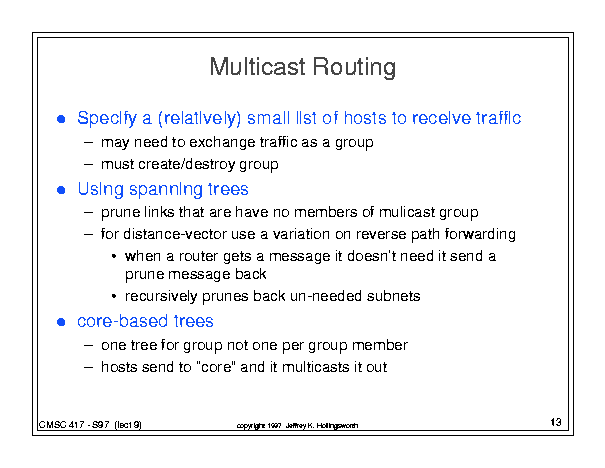 Multicast Routing
● Specify a (relatively) small list of hosts to receive traffic
– may need to exchange traffic as a group
– must create/destroy group
● Using spanning trees
– prune links that are have no members of mulicast group
– for distance-vector use a variation on reverse path forwarding
• when a router gets a message it doesn't need it send a
prune message back
• recursively prunes back un-needed subnets
● core-based trees
– one tree for group not one per group member
– hosts send to "core" and it multicasts it out
CMSC 417 - S97 (lect9)
copyright 1997 Jeffrey K. Hollingsworth
13